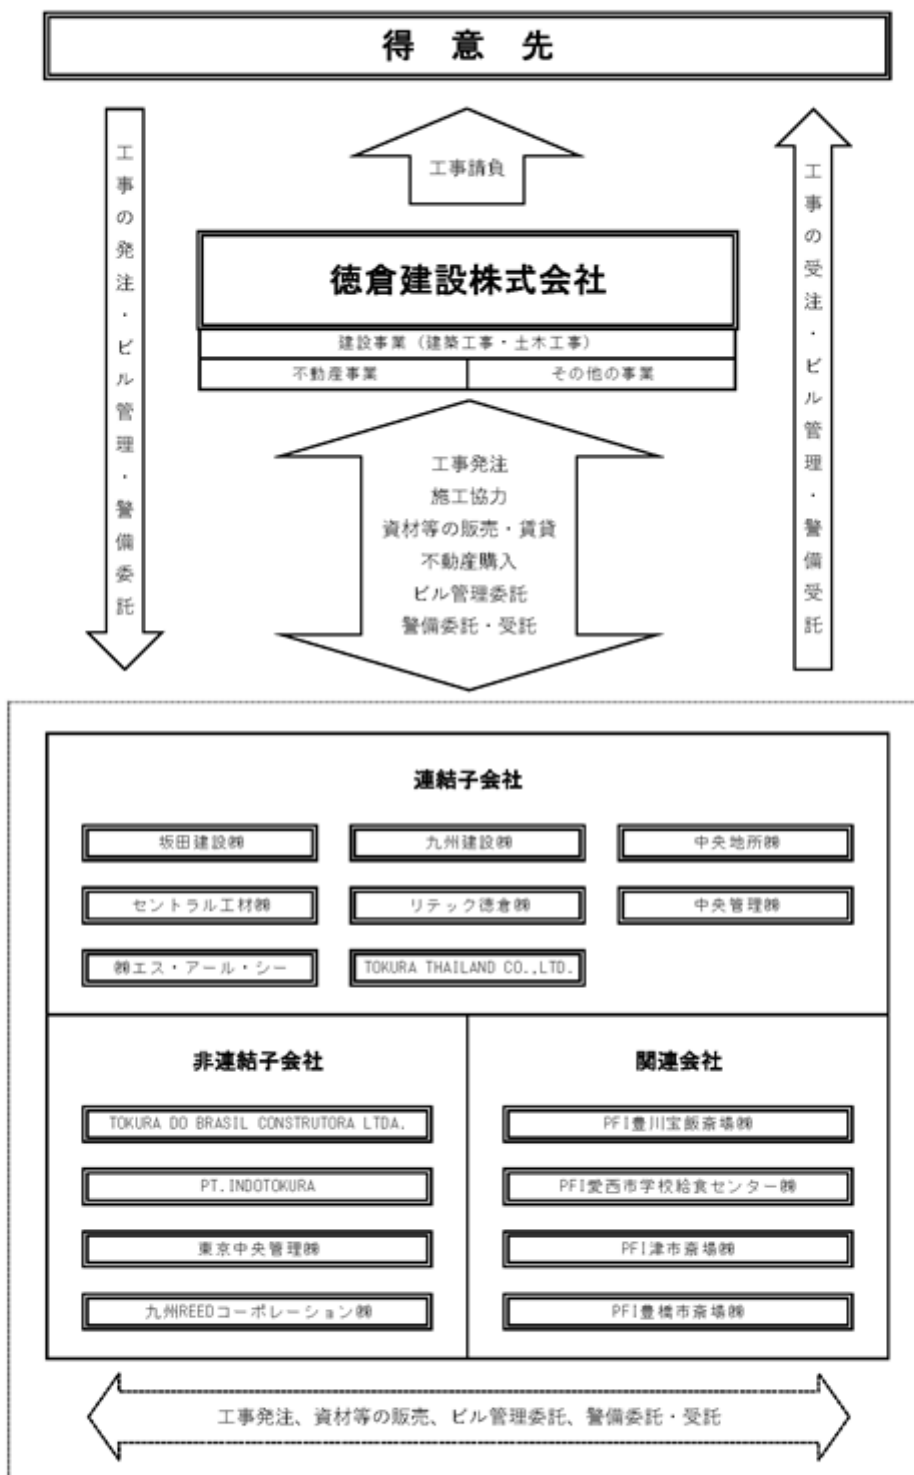 得意先
工事の発注・ビル管理・警備委託
工事請負
工事の受注・ビル管理・警備受託
徳倉建設株式会社
建設事業（建築工事・土木工事）
不動産事業
その他の事業
工事発注
施工協力
資材等の販売・賃貸
不動産購入
ビル管理委託
警備委託・受託
連結子会社
坂田建設㈱
九州建設㈱
中央地所㈱
セントラル工材㈱
リテック徳倉㈱
中央管理㈱
㈱エス・アール・シー
TOKURA THAILAND CO.,LTD.
非連結子会社
TOKURA DO BRASIL CONSTRUTORA LTDA.
PT.INDOTOKURA
東京中央管理㈱
九州REEDコーポレーション㈱
関連会社
PFI豊川宝飯斎場㈱
PFI愛西市学校給食センター㈱
PFI津市斎場㈱
PFI豊橋市斎場㈱
工事発注、資材等の販売、ビル管理委託、警備委託・受託